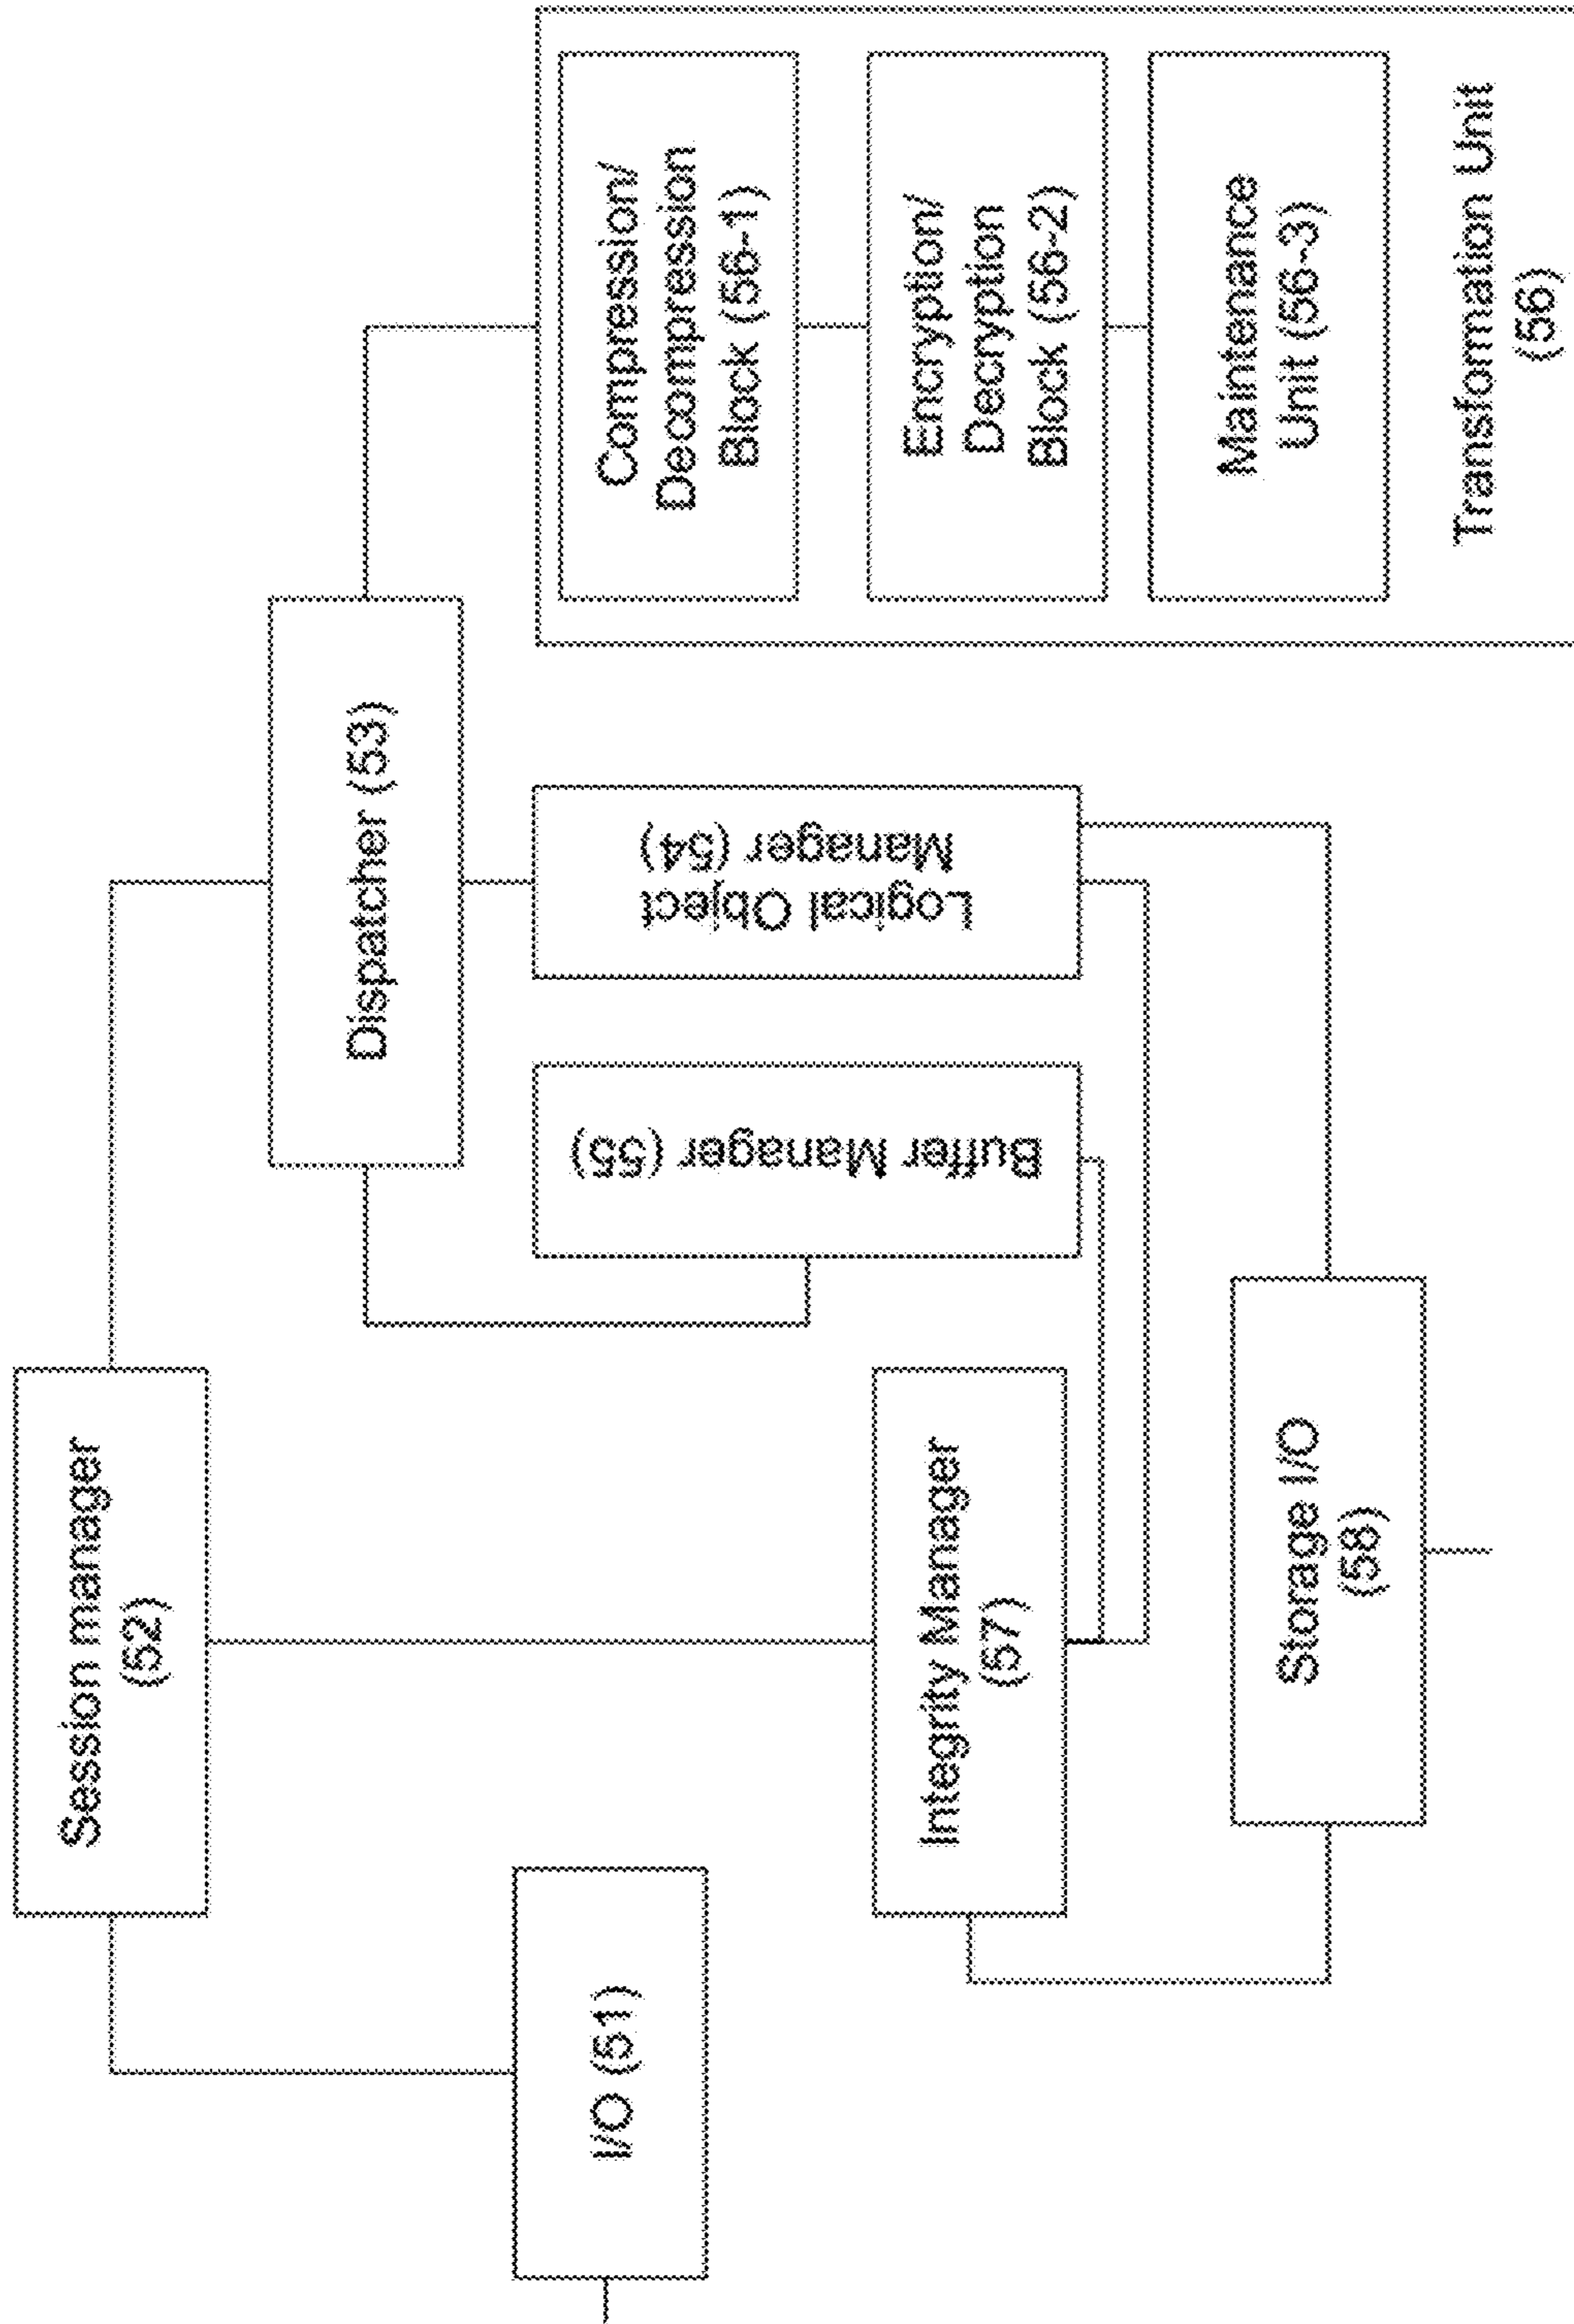 Session manager
(52)
I/O (51)
Dispatcher (53)
Integrity Manager
(57)
Buffer Manager (55)
Logical Object
Manager (54)
Storage I/O
(58)
Compression/
Decompression
Block (56-1)
Encryption/
Decryption
Block (56-2)
Maintenance
Unit (56-3)
Transformation Unit
(56)